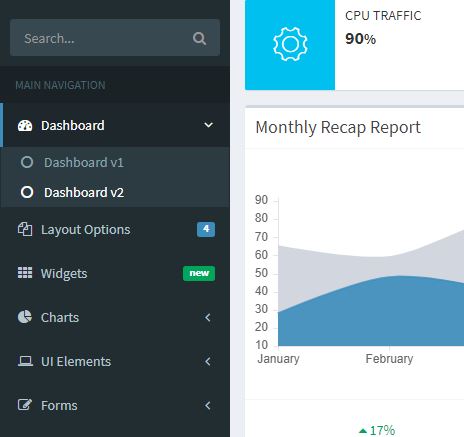 Search...
MAIN NAVIGATION
Dashboard
Dashboard v1
Dashboard v2
Layout Options 4
Widgets new
Charts
UI Elements
Forms
CPU TRAFFIC
90%
Monthly Recap Report
90
80
70
60
50
40
30
20
10
January February
17%